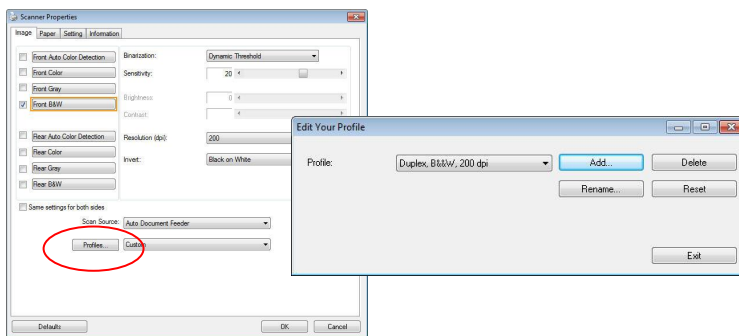 Scanner Properties
Image Paper Setting Information
Front Auto Color Detection Binarization: Dynamic Threshold
Front Color Sensitivity: 20
Front Gray
Front B&W Brightness: 0
Contrast:
Rear Auto Color Detection Resolution (dpi): 200
Rear Color Invert: Black on White
Rear Gray
Rear B&W
Same settings for both sides
Scan Source: Auto Document Feeder
Profiles... Custom
Defaults OK Cancel
Edit Your Profile
Profile: Duplex, B&&W, 200 dpi Add... Delete
Rename... Reset
Exit